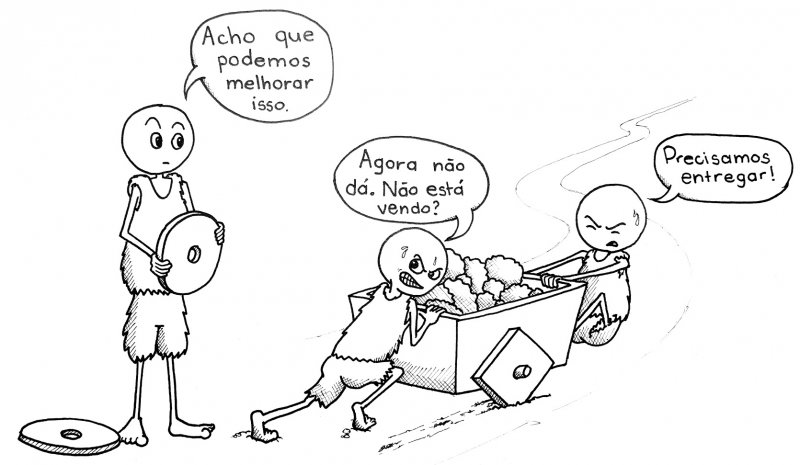 Acho que
podemos
melhorar
isso.
Agora não
dá. Não está
vendo?
Precisamos
entregar!